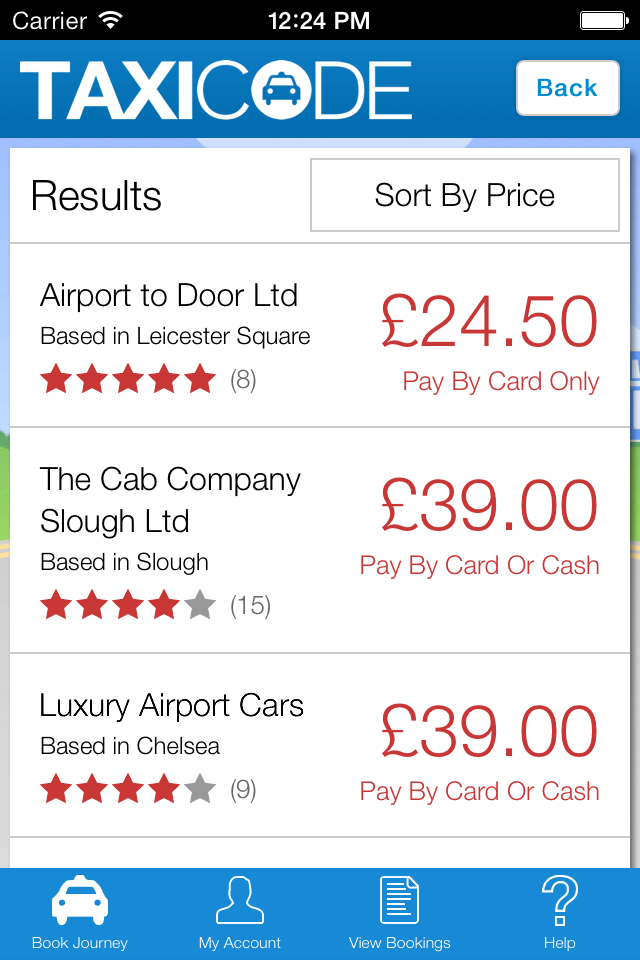 Carrier 12:24 PM
TAXICODE
Back
Results
Sort By Price
Airport to Door Ltd
Based in Leicester Square
(8)
£24.50
Pay By Card Only
The Cab Company
Slough Ltd
Based in Slough
(15)
£39.00
Pay By Card Or Cash
Luxury Airport Cars
Based in Chelsea
(9)
£39.00
Pay By Card Or Cash
Book Journey
My Account
View Bookings
Help